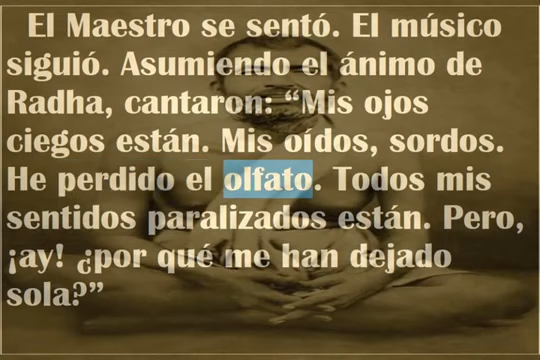 El Maestro se sentó. El músico
siguió. Asumiendo el ánimo de
Radha, cantaron: “Mis ojos
ciegos están. Mis oídos, sordos.
He perdido el olfato. Todos mis
sentidos paralizados están. Pero,
¡ay! ¿por qué me han dejado
sola?”